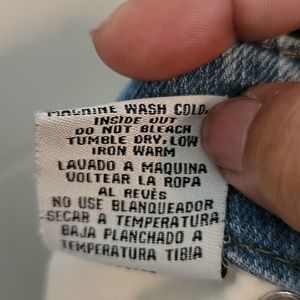 MACHINE WASH COLD,
INSIDE OUT
DO NOT BLEACH
TUMBLE DRY, LOW
IRON WARM
LAVADO A MAQUINA
VOLTEAR LA ROPA
AL REVÉS
NO USE BLANQUEADOR
SECAR A TEMPERATURA
BAJA PLANCHADO A
TEMPERATURA TIBIA